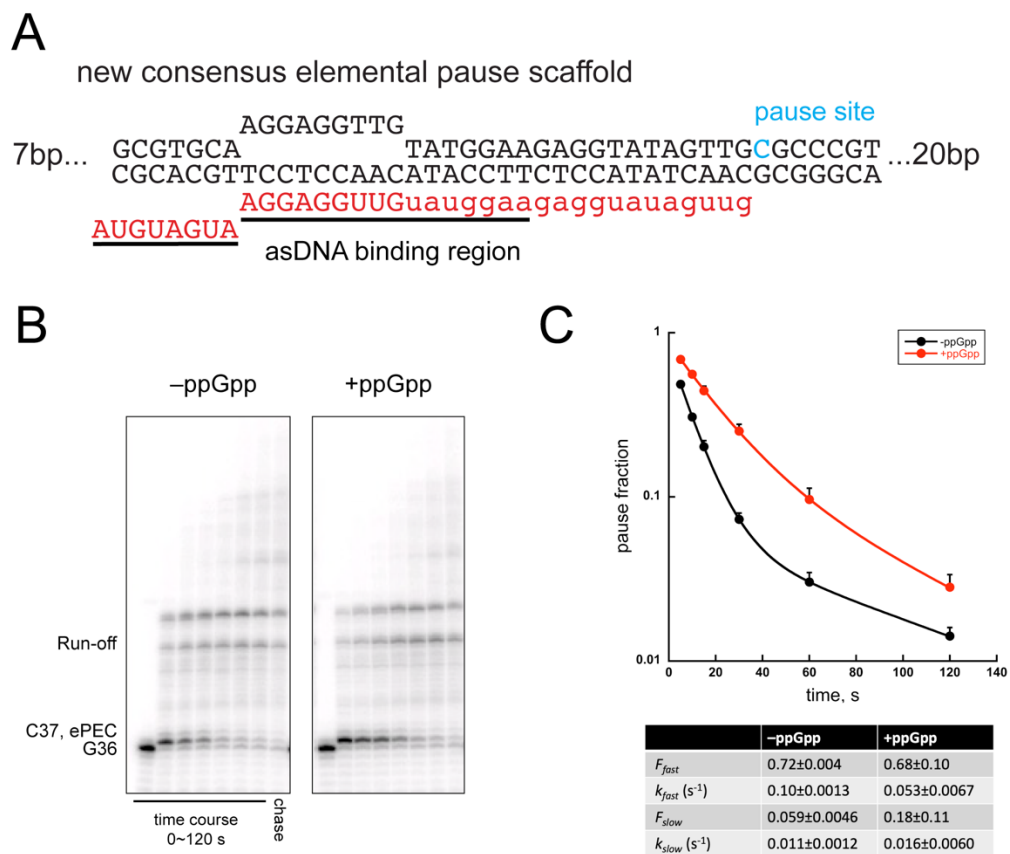 A
new consensus elemental pause scaffold
AGGAGGTTG
pause site
7bp...
GCGTGCA
TATGGAAGAGGTATAGTTGCGCCCGT
...20bp
CGCACGTTCCTCCAACATACCTTCTCCATATCAACGCGGGCA
AGGAGGUUGuauggaagagguauaguug
AUGUAGUA
asDNA binding region
B
–ppGpp
+ppGpp
Run-off
C37, ePEC
G36
time course
0~120 s
chase
C
1
0.1
0.01
pause fraction
-ppGpp
+ppGpp
0 20 40 60 80 100 120 140
time, s
–ppGpp +ppGpp
Ffast 0.72±0.004 0.68±0.10
kfast (s-1) 0.10±0.0013 0.053±0.0067
Fslow 0.059±0.0046 0.18±0.11
kslow (s-1) 0.011±0.0012 0.016±0.0060